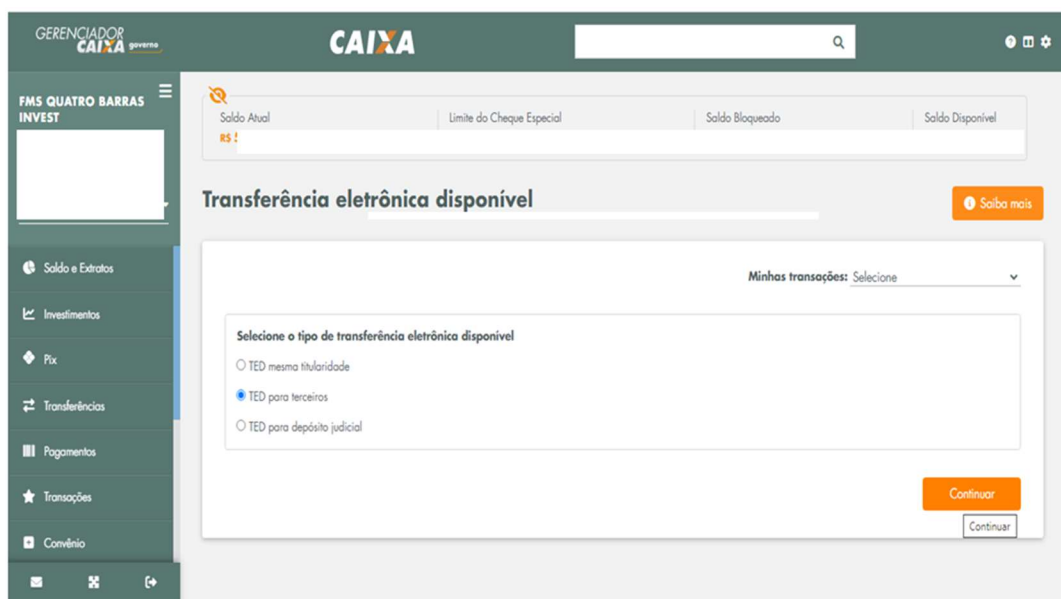 GERENCIADOR
CAIXA governo
CAIXA
FMS QUATRO BARRAS
INVEST
Saldo Atual
Limite do Cheque Especial
Saldo Bloqueado
Saldo Disponível
R$
Transferência eletrônica disponível
Saiba mais
Saldo e Extratos
Investimentos
Pix
Transferências
Pagamentos
Transações
Convênio
Minhas transações: Selecione
Selecione o tipo de transferência eletrônica disponível
TED mesma titularidade
TED para terceiros
TED para depósito judicial
Continuar
Continuar